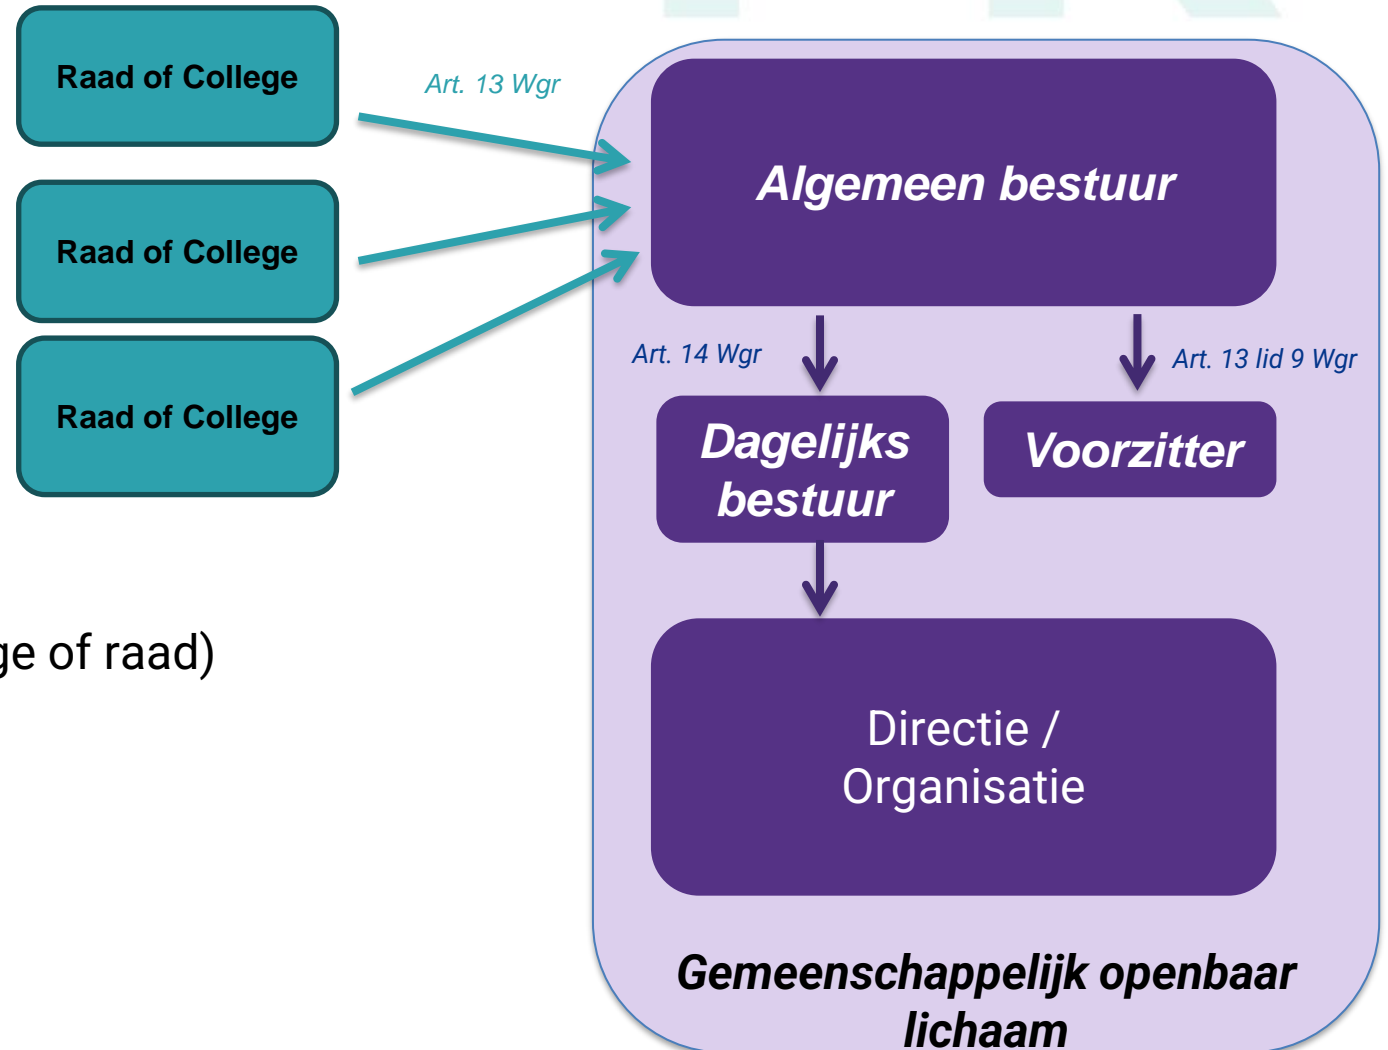 Raad of College
Art. 13 Wgr
Raad of College
Raad of College
Algemeen bestuur
Art. 14 Wgr
Art. 13 lid 9 Wgr
Dagelijks
bestuur
Voorzitter
ge of raad)
Directie /
Organisatie
Gemeenschappelijk openbaar
lichaam